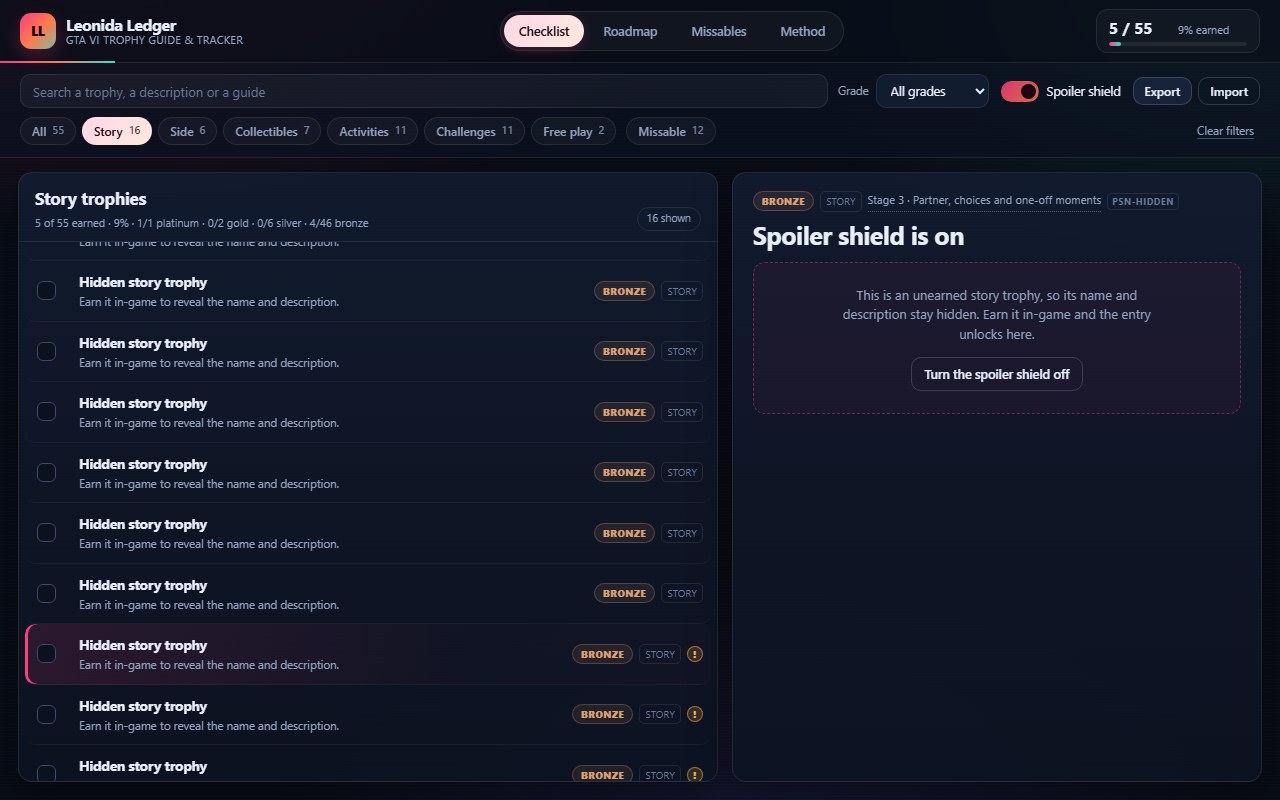 LL
Leonida Ledger
GTA VI TROPHY GUIDE & TRACKER
Checklist
Roadmap
Missables
Method
5 / 55
9% earned
Search a trophy, a description or a guide
Grade
All grades
Spoiler shield
Export
Import
All 55
Story 16
Side 6
Collectibles 7
Activities 11
Challenges 11
Free play 2
Missable 12
Clear filters
Story trophies
5 of 55 earned · 9% · 1/1 platinum · 0/2 gold · 0/6 silver · 4/46 bronze
16 shown
Earn it in-game to reveal the name and description.
Hidden story trophy
Earn it in-game to reveal the name and description.
BRONZE STORY
Hidden story trophy
Earn it in-game to reveal the name and description.
BRONZE STORY
Hidden story trophy
Earn it in-game to reveal the name and description.
BRONZE STORY
Hidden story trophy
Earn it in-game to reveal the name and description.
BRONZE STORY
Hidden story trophy
Earn it in-game to reveal the name and description.
BRONZE STORY
Hidden story trophy
Earn it in-game to reveal the name and description.
BRONZE STORY
Hidden story trophy
Earn it in-game to reveal the name and description.
BRONZE STORY !
Hidden story trophy
Earn it in-game to reveal the name and description.
BRONZE STORY !
Hidden story trophy
BRONZE STORY !
BRONZE STORY Stage 3 · Partner, choices and one-off moments PSN-HIDDEN
Spoiler shield is on
This is an unearned story trophy, so its name and
description stay hidden. Earn it in-game and the entry
unlocks here.
Turn the spoiler shield off